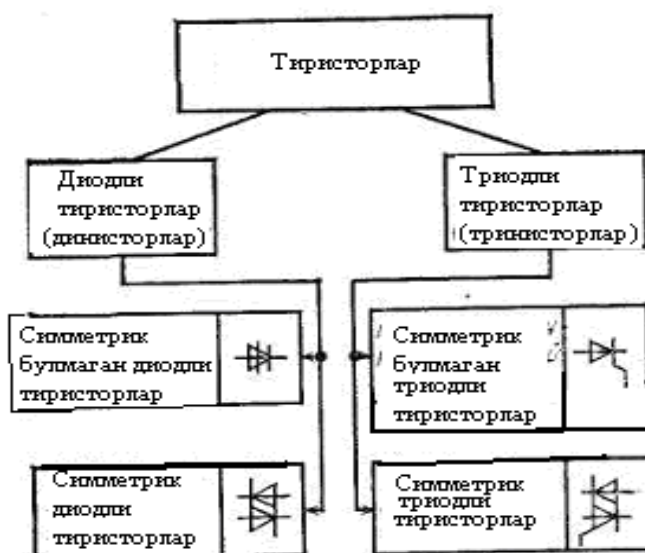 Тиристорлар
Диодли
тиристорлар
(динисторлар)
Триодли
тиристорлар
(тринисторлар)
Симметрик
булмаган диодли
тиристорлар
Симметрик
булмаган
триодли
тиристорлар
Симметрик
диодли
тиристорлар
Симметрик
триодли
тиристорлар